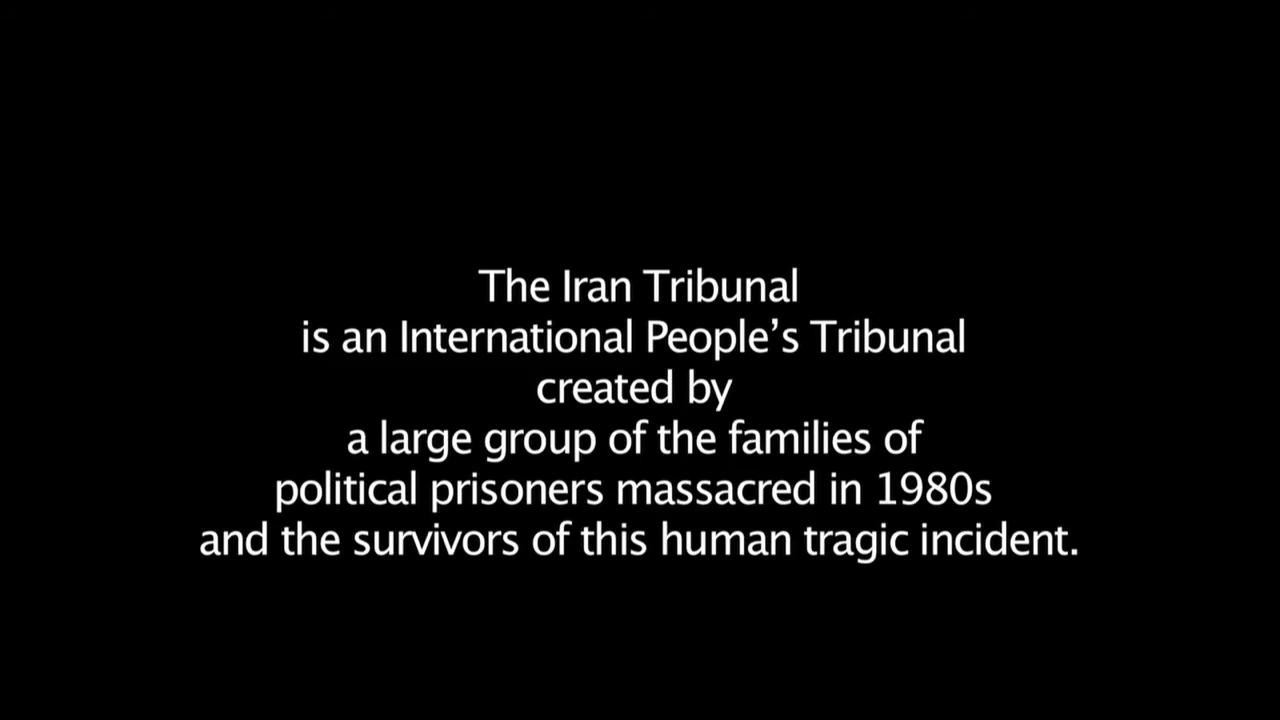 The Iran Tribunal
is an International People’s Tribunal
created by
a large group of the families of
political prisoners massacred in 1980s
and the survivors of this human tragic incident.